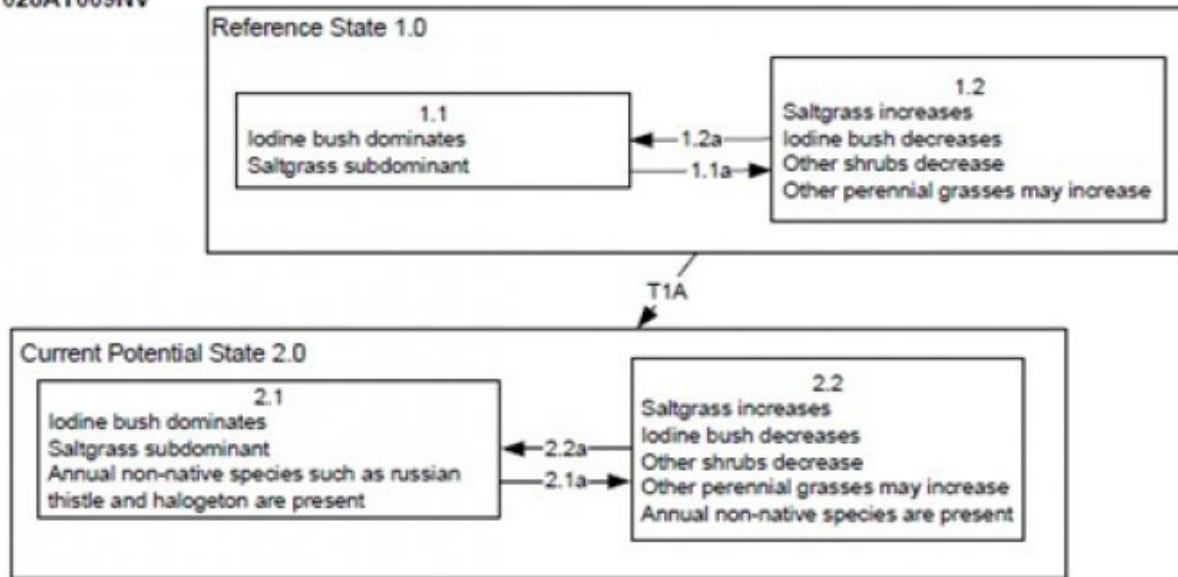 Reference State 1.0
1.1
Iodine bush dominates
Saltgrass subdominant
1.2a
1.1a
1.2
Saltgrass increases
Iodine bush decreases
Other shrubs decrease
Other perennial grasses may increase
T1A
Current Potential State 2.0
2.1
Iodine bush dominates
Saltgrass subdominant
Annual non-native species such as russian
thistle and halogeton are present
2.2a
2.1a
2.2
Saltgrass increases
Iodine bush decreases
Other shrubs decrease
Other perennial grasses may increase
Annual non-native species are present